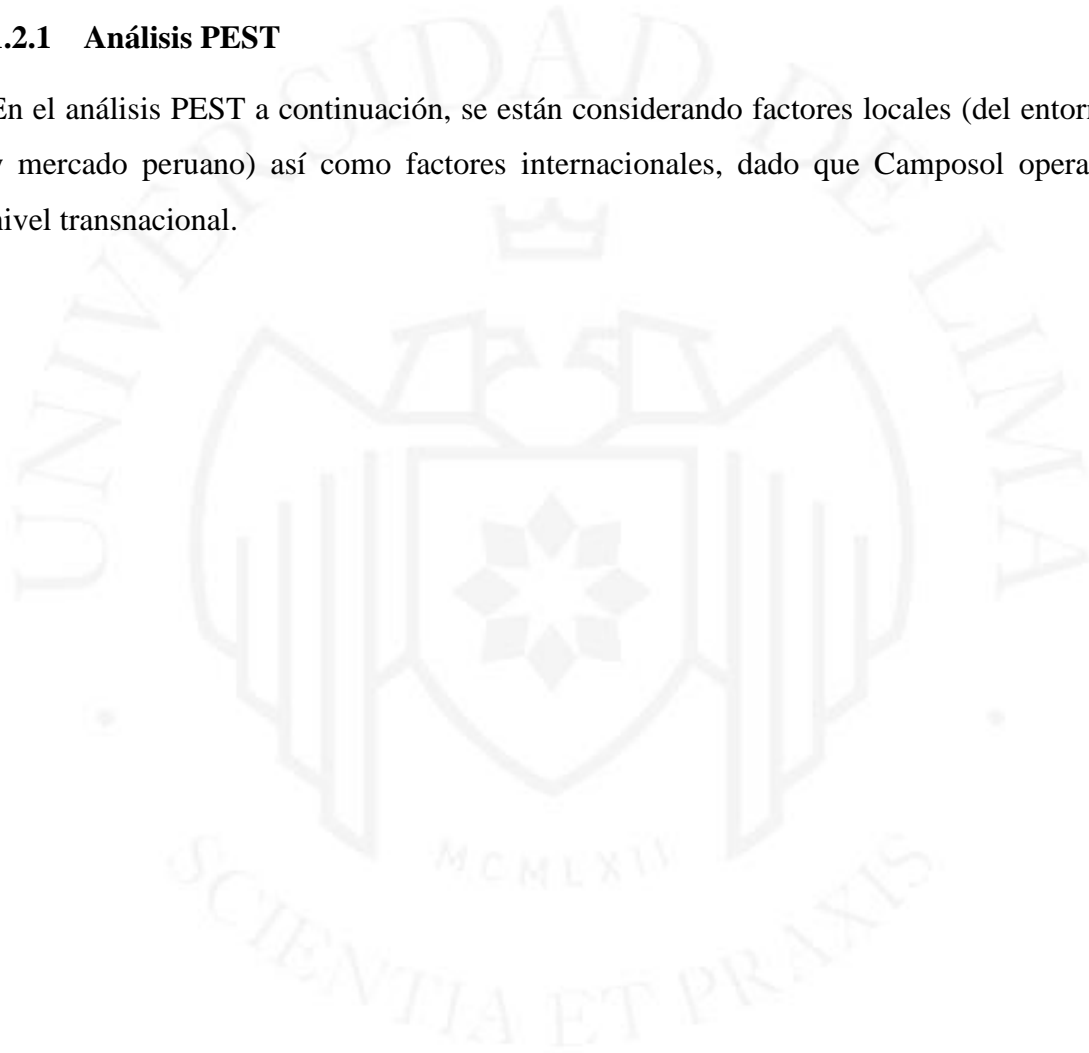 .2.1 Análisis PEST
En el análisis PEST a continuación, se están considerando factores locales (del entor
y mercado peruano) así como factores internacionales, dado que Camposol opera
nivel transnacional.
UNIVERSIDAD DE LIMA
MCMLXII
SCIENTIA ET PRAXIS